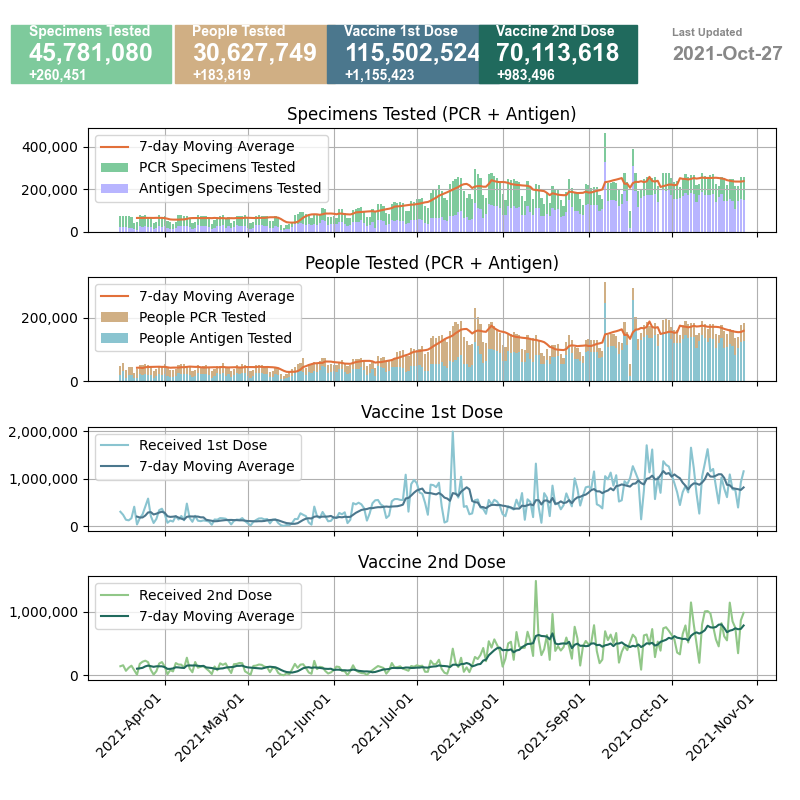 Specimens Tested
45,781,080
+260,451
People Tested
30,627,749
+183,819
Vaccine 1st Dose
115,502,524
+1,155,423
Vaccine 2nd Dose
70,113,618
+983,496
Last Updated
2021-Oct-27
Specimens Tested (PCR + Antigen)
400,000
200,000
0
7-day Moving Average
PCR Specimens Tested
Antigen Specimens Tested
People Tested (PCR + Antigen)
200,000
0
7-day Moving Average
People PCR Tested
People Antigen Tested
Vaccine 1st Dose
2,000,000
1,000,000
0
Received 1st Dose
7-day Moving Average
Vaccine 2nd Dose
1,000,000
0
Received 2nd Dose
7-day Moving Average
2021-Apr-01
2021-May-01
2021-Jun-01
2021-Jul-01
2021-Aug-01
2021-Sep-01
2021-Oct-01
2021-Nov-01